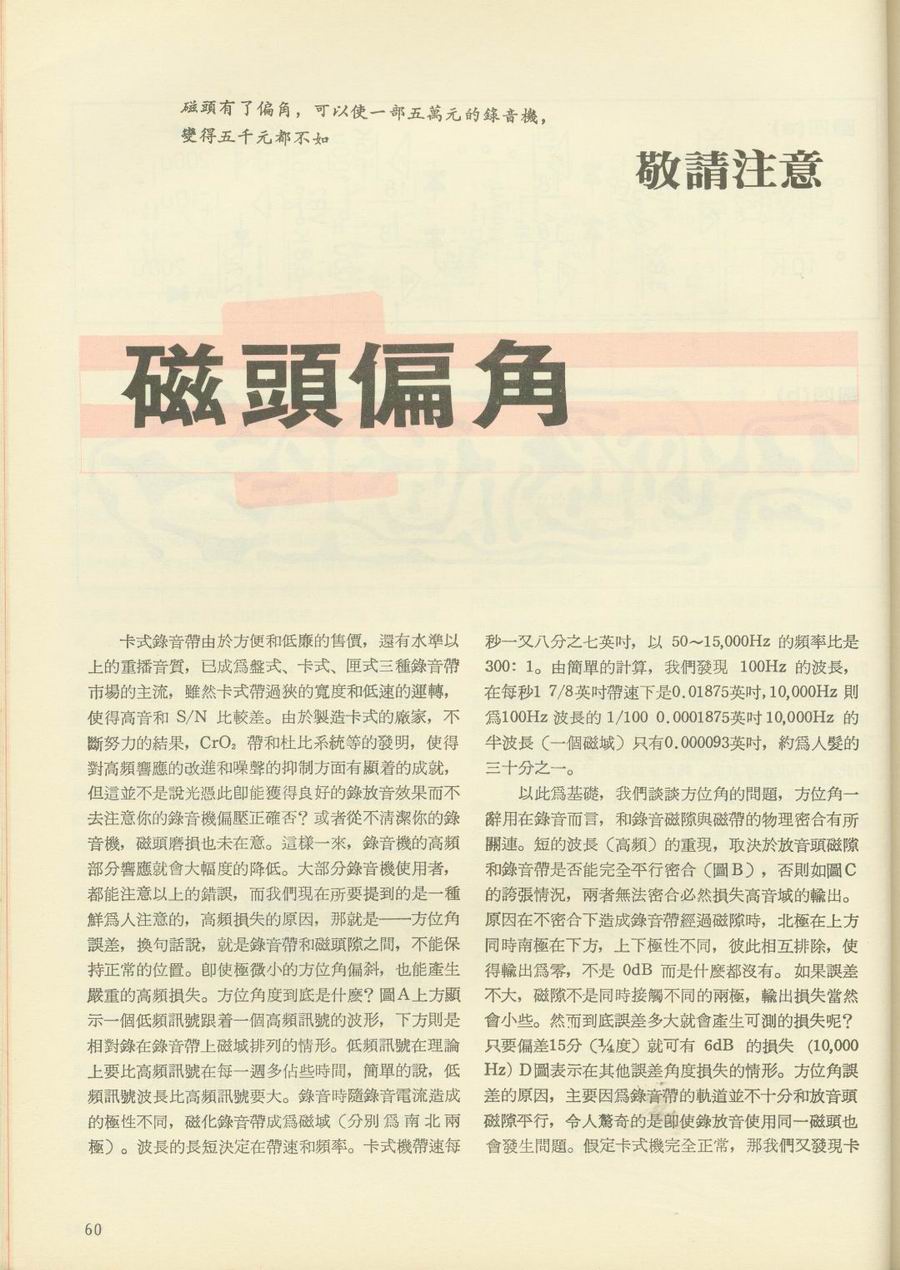 磁頭有了偏角，可以使一部五萬元的錄音機，
變得五千元都不如
敬請注意
磁頭偏角
卡式錄音帶由於方便和低廉的售價，還有水準以
上的重播音質，已成爲盤式、卡式、匣式三種錄音帶
市場的主流，雖然卡式帶過狹的寬度和低速的運轉，
使得高音和 S/N 比較差。由於製造卡式的廠家，不
斷努力的結果，CrO₂ 帶和杜比系統等的發明，使得
對高頻響應的改進和噪聲的抑制方面有顯着的成就，
但這並不是說光憑此卽能獲得良好的錄放音效果而不
去注意你的錄音機偏壓正確否？或者從不清潔你的錄
音機，磁頭磨損也未在意。這樣一來，錄音機的高頻
部分響應就會大幅度的降低。大部分錄音機使用者，
都能注意以上的錯誤，而我們現在所要提到的是一種
鮮爲人注意的，高頻損失的原因，那就是——方位角
誤差，換句話說，就是錄音帶和磁頭隙之間，不能保
持正常的位置。卽使極微小的方位角偏斜，也能產生
嚴重的高頻損失。方位角度到底是什麼？圖A上方顯
示一個低頻訊號跟着一個高頻訊號的波形，下方則是
相對錄在錄音帶上磁域排列的情形。低頻訊號在理論
上要比高頻訊號在每一週多佔些時間，簡單的說，低
頻訊號波長比高頻訊號要大。錄音時隨錄音電流造成
的極性不同，磁化錄音帶成爲磁域（分別爲南北兩
極）。波長的長短決定在帶速和頻率。卡式機帶速每
秒一又八分之七英吋，以 50～15,000Hz 的頻率比是
300：1。由簡單的計算，我們發現 100Hz 的波長，
在每秒1 7/8英吋帶速下是0.01875英吋,10,000Hz 則
爲100Hz 波長的 1/100 0.0001875英吋10,000Hz 的
半波長（一個磁域）只有0.000093英吋，約爲人髮的
三十分之一。
以此爲基礎，我們談談方位角的問題，方位角一
辭用在錄音而言，和錄音磁隙與磁帶的物理密合有所
關連。短的波長（高頻）的重現，取決於放音頭磁隙
和錄音帶是否能完全平行密合（圖B），否則如圖C
的誇張情況，兩者無法密合必然損失高音域的輸出。
原因在不密合下造成錄音帶經過磁隙時，北極在上方
同時南極在下方，上下極性不同，彼此相互排除，使
得輸出爲零，不是 0dB 而是什麼都沒有。如果誤差
不大，磁隙不是同時接觸不同的兩極，輸出損失當然
會小些。然而到底誤差多大就會產生可測的損失呢？
只要偏差15分（¼度）就可有 6dB 的損失 (10,000
Hz) D圖表示在其他誤差角度損失的情形。方位角誤
差的原因，主要因爲錄音帶的軌道並不十分和放音頭
磁隙平行，令人驚奇的是卽使錄放音使用同一磁頭也
會發生問題。假定卡式機完全正常，那我們又發現卡
60